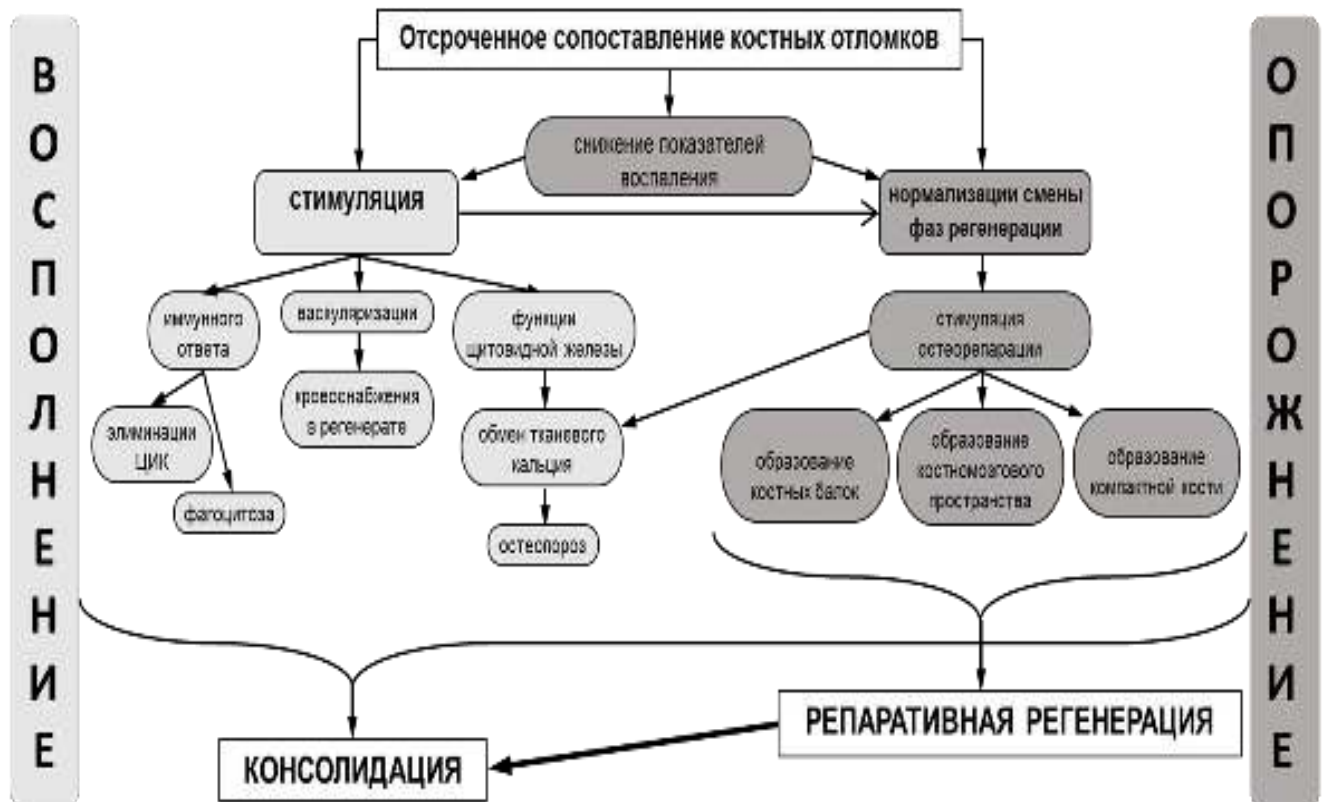 ВОСПОЛНЕНИЕ
Отсроченное сопоставление костных отломков
снижение показателей
воспаления
стимуляция
нормализации смены
фаз регенерации
иммунного
ответа
васкуляризации
функции
щитовидной железы
стимуляция
остеорепарации
элиминации
ЦИК
фагоцитоза
кровоснабжения
в регенерате
обмен тканевого
кальция
остеопороз
образование
костных балок
образование
костномозгового
пространства
образование
компактной кости
РЕПАРАТИВНАЯ РЕГЕНЕРАЦИЯ
КОНСОЛИДАЦИЯ
ОПОРОЖНЕНИЕ